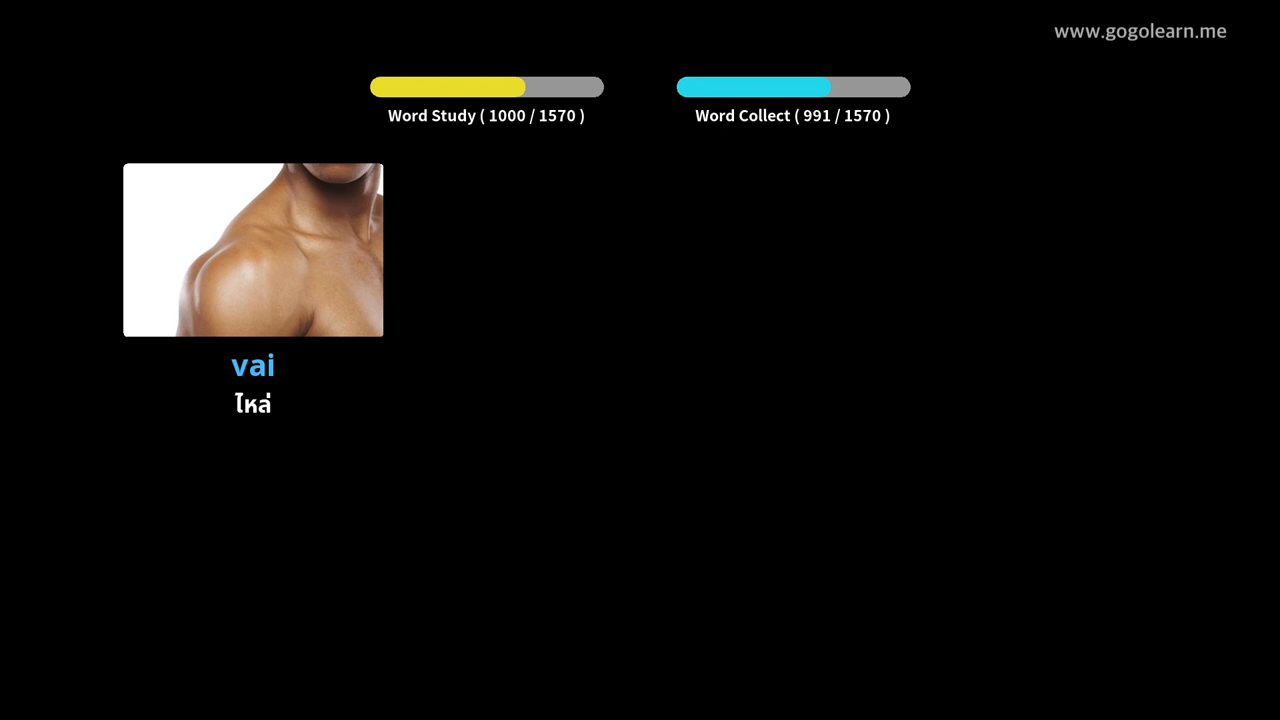 www.gogolearn.me
Word Study ( 1000 / 1570 )
Word Collect ( 991 / 1570 )
vai
ไหล่